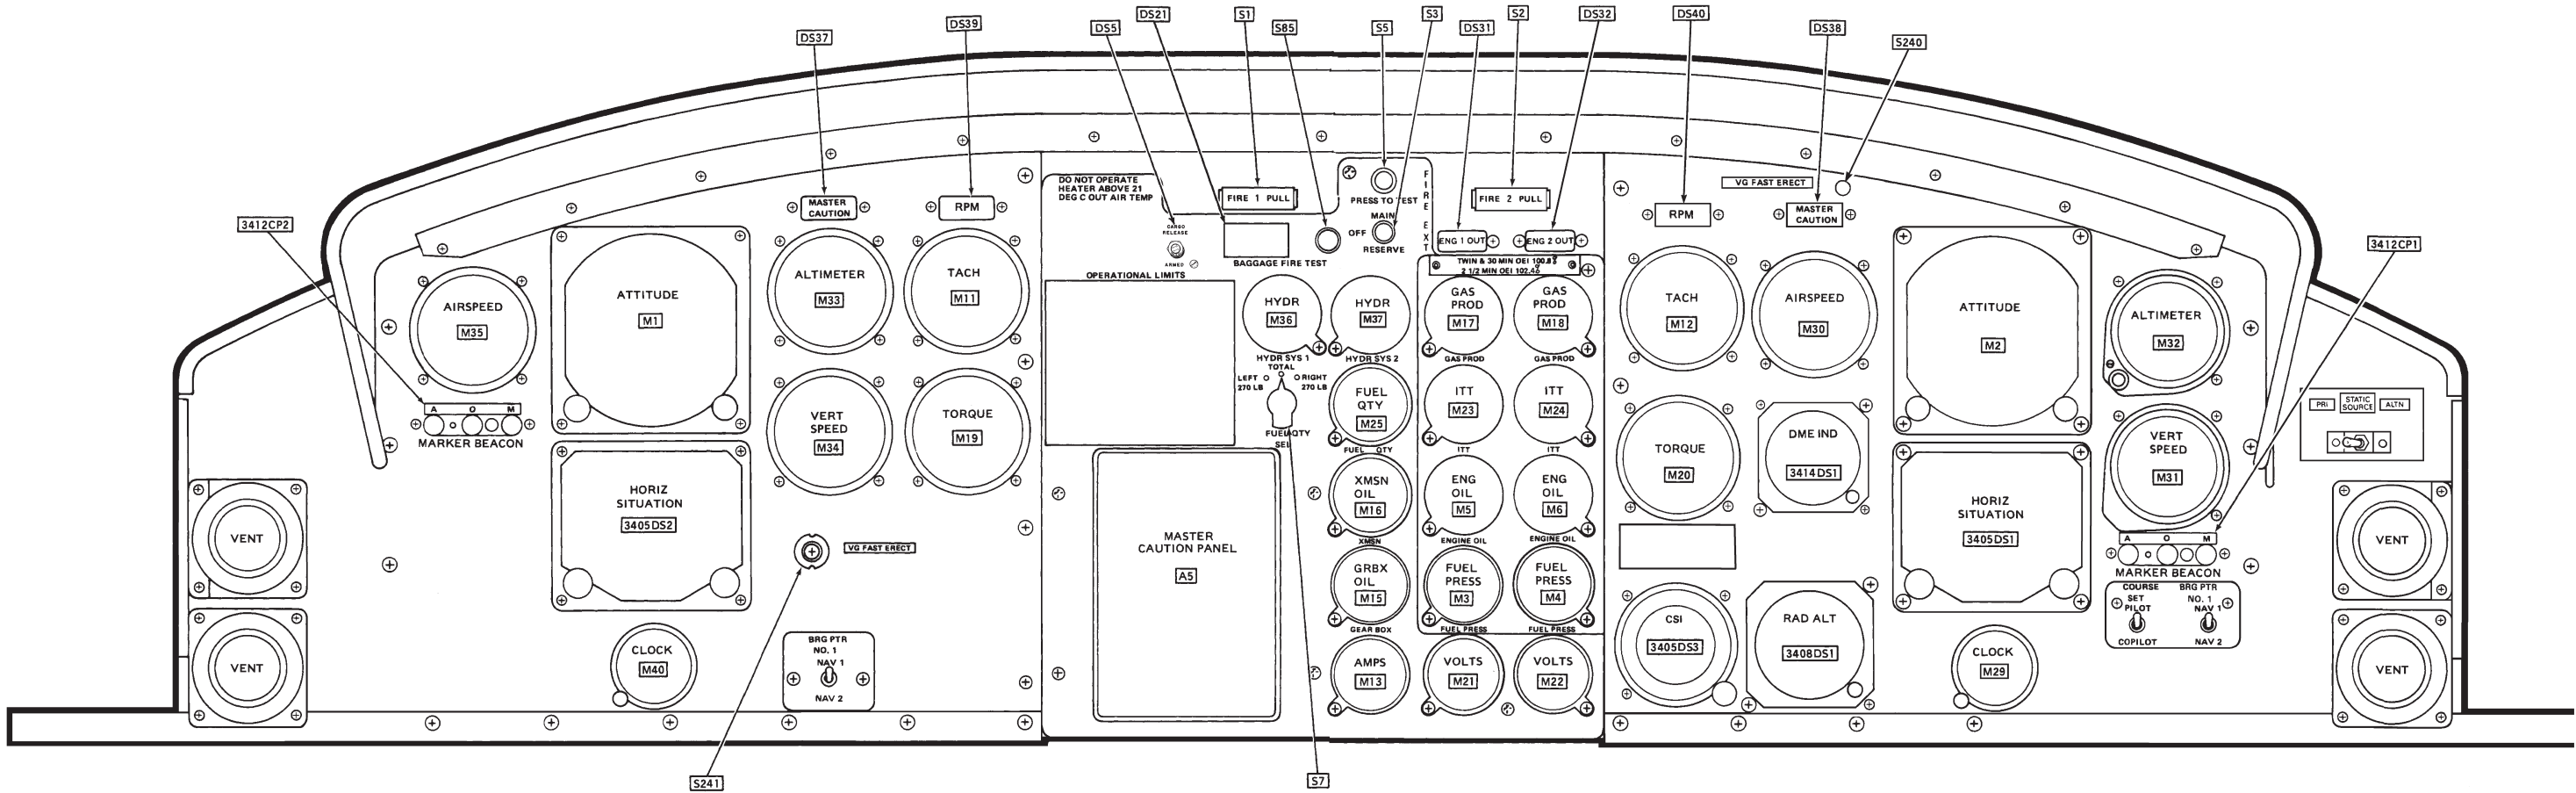 DS37
DS39
DS5
DS21
S1
S85
S5
S3
DS31
S2
DS32
DS40
DS38
S240
3412CP2
3412CP1
AIRSPEED
M35
A O M
MARKER BEACON
VENT
VENT
ATTITUDE
M1
HORIZ
SITUATION
3405DS2
CLOCK
M40
MASTER
CAUTION
RPM
ALTIMETER
M33
TACH
M11
VERT
SPEED
M34
TORQUE
M19
VG FAST ERECT
S241
BRG PTR
NO. 1
NAV 1
NAV 2
DO NOT OPERATE
HEATER ABOVE 21
DEG C OUT AIR TEMP
CARGO
RELEASE
ARMED
FIRE 1 PULL
BAGGAGE FIRE TEST
OPERATIONAL LIMITS
PRESS TO TEST
MAIN
OFF
RESERVE
FIRE EXT
FIRE 2 PULL
ENG 1 OUT
ENG 2 OUT
TWIN & 30 MIN OEI 100.8%
2 1/2 MIN OEI 102.4%
HYDR
M36
HYDR
M37
GAS
PROD
M17
GAS
PROD
M18
HYDR SYS 1
HYDR SYS 2
GAS PROD
GAS PROD
TOTAL
LEFT
270 LB
RIGHT
270 LB
FUEL QTY
SEL
S7
FUEL
QTY
M25
ITT
M23
ITT
M24
FUEL QTY
ITT
ITT
MASTER
CAUTION PANEL
A5
XMSN
OIL
M16
ENG
OIL
M5
ENG
OIL
M6
XMSN
ENGINE OIL
ENGINE OIL
GRBX
OIL
M15
FUEL
PRESS
M3
FUEL
PRESS
M4
GEAR BOX
FUEL PRESS
FUEL PRESS
AMPS
M13
VOLTS
M21
VOLTS
M22
RPM
VG FAST ERECT
MASTER
CAUTION
TACH
M12
AIRSPEED
M30
TORQUE
M20
DME IND
3414DS1
CSI
3405DS3
RAD ALT
3408DS1
ATTITUDE
M2
HORIZ
SITUATION
3405DS1
CLOCK
M29
ALTIMETER
M32
VERT
SPEED
M31
A O M
MARKER BEACON
COURSE
SET
PILOT
COPILOT
BRG PTR
NO. 1
NAV 1
NAV 2
PRI
STATIC
SOURCE
ALTN
VENT
VENT